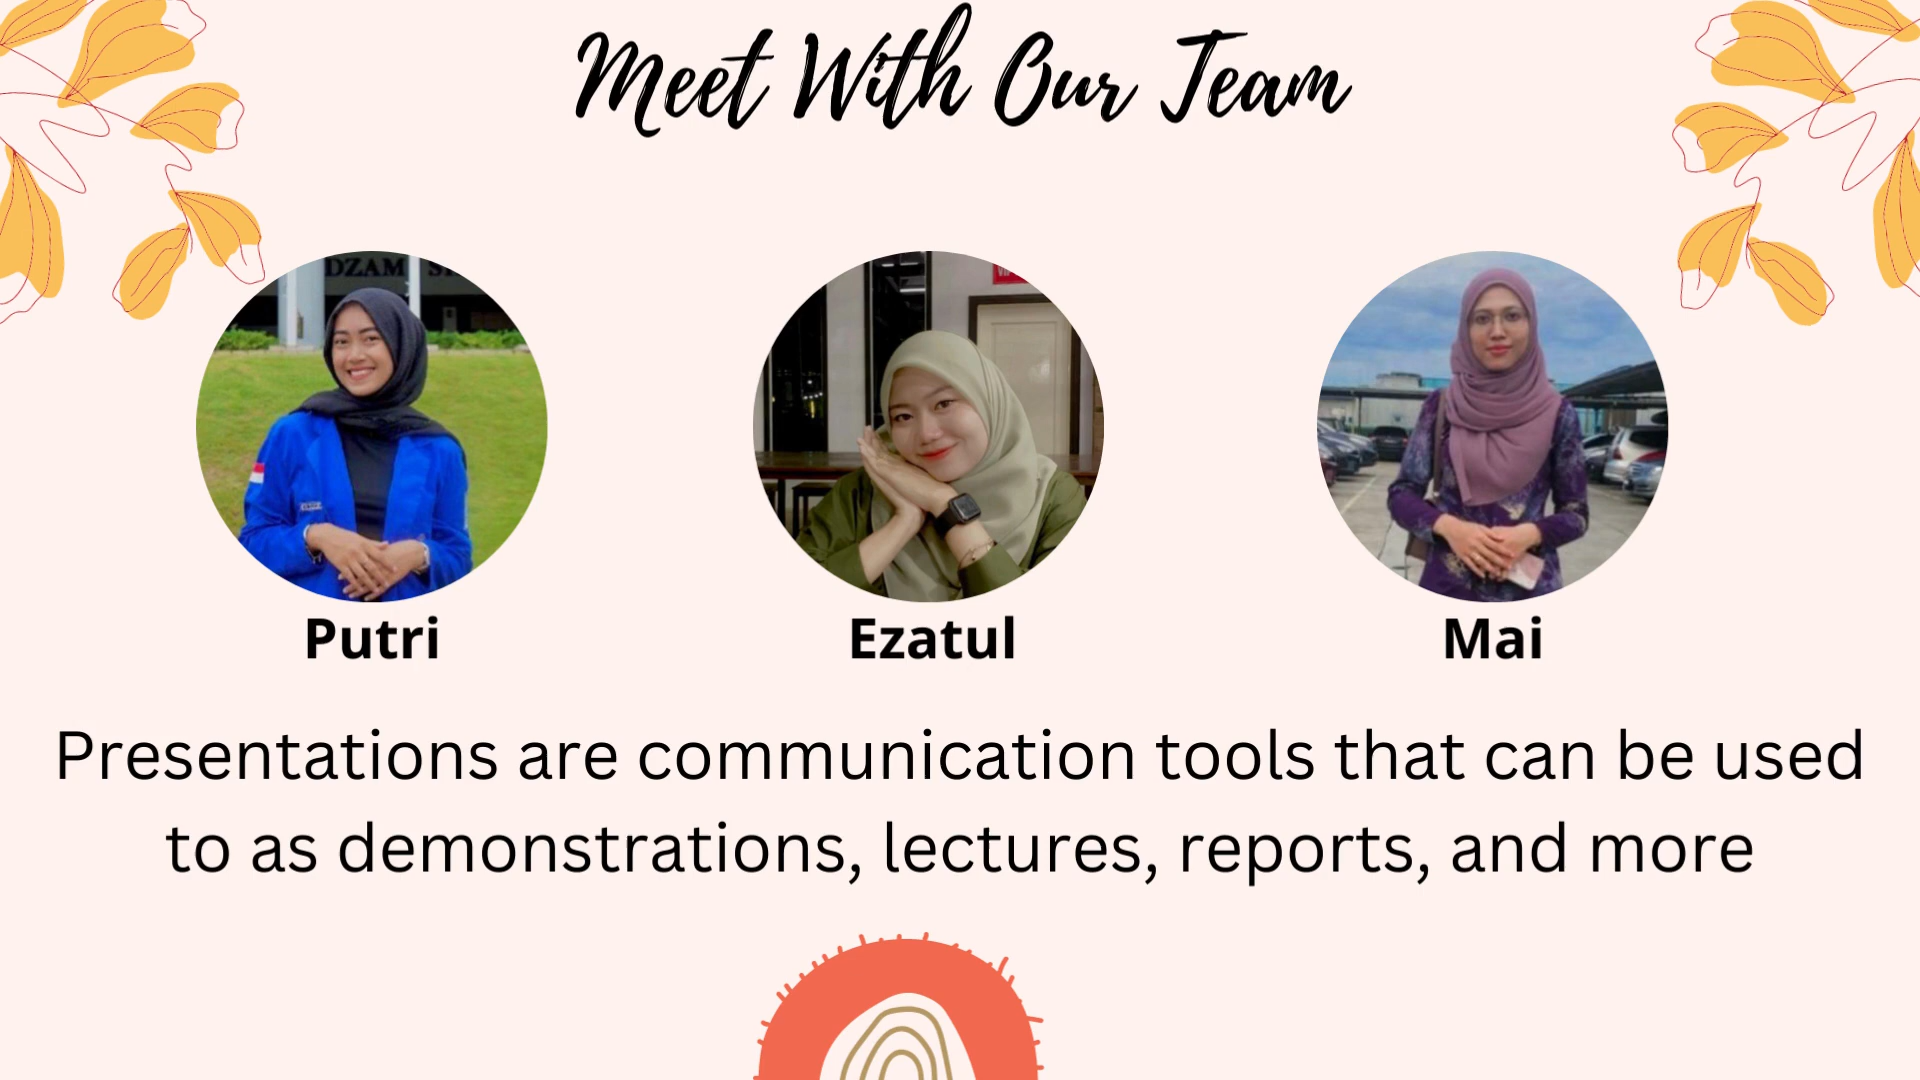 Meet With Our Team
DZAM
Putri
Ezatul
Mai
Presentations are communication tools that can be used
to as demonstrations, lectures, reports, and more